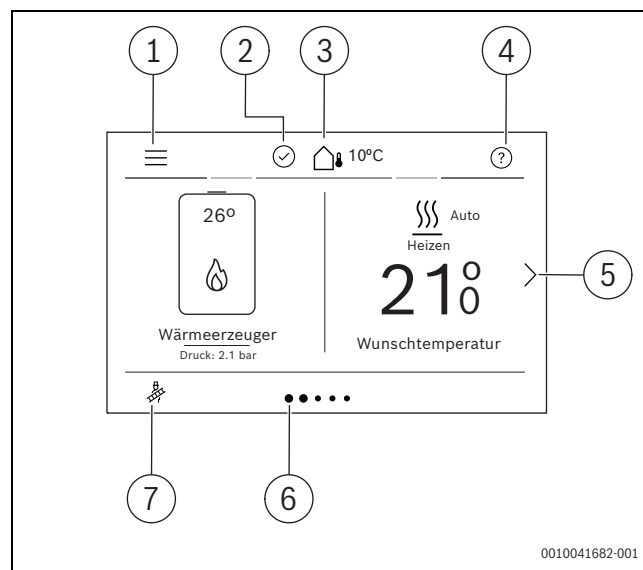 1 2 3 4
10°C ?
26°
Auto
Heizen
21°0
5
Wärmeerzeuger
Druck: 2.1 bar
Wunschtemperatur
7 6
0010041682-001